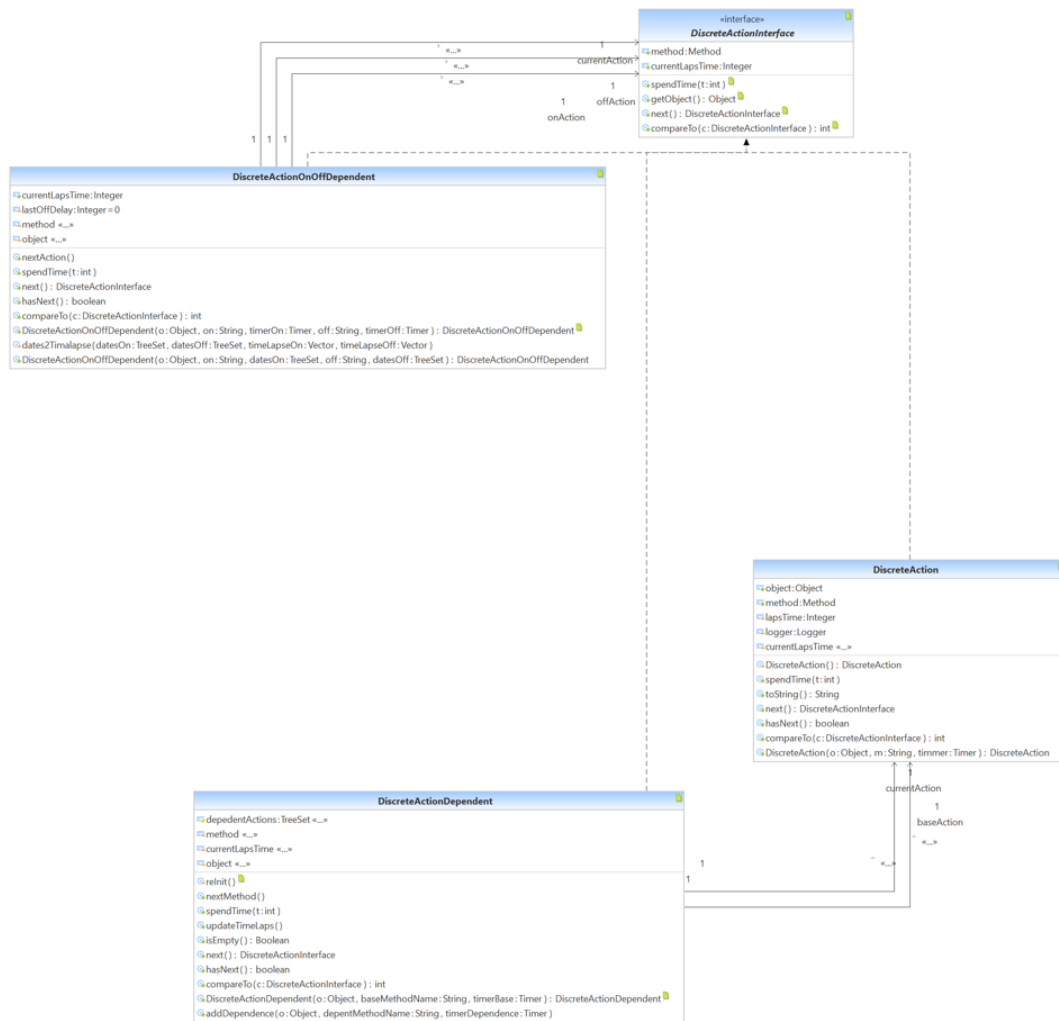 «interface»
DiscreteActionInterface
method:Method
currentLapsTime:Integer
spendTime(t:int)
getObject() : Object
next() : DiscreteActionInterface
compareTo(c:DiscreteActionInterface) : int
«...»
1
currentAction
«...»
«...»
1
offAction
1
onAction
1
1
1
DiscreteActionOnOffDependent
currentLapsTime:Integer
lastOffDelay:Integer=0
method «...»
object «...»
nextAction()
spendTime(t:int)
next() : DiscreteActionInterface
hasNext() : boolean
compareTo(c:DiscreteActionInterface) : int
DiscreteActionOnOffDependent(o:Object, on:String, timerOn:Timer, off:String, timerOff:Timer) : DiscreteActionOnOffDependent
dates2Timalapse(datesOn:TreeSet, datesOff:TreeSet, timeLapseOn:Vector, timeLapseOff:Vector)
DiscreteActionOnOffDependent(o:Object, on:String, datesOn:TreeSet, off:String, datesOff:TreeSet) : DiscreteActionOnOffDependent
DiscreteAction
object:Object
method:Method
lapsTime:Integer
logger:Logger
currentLapsTime «...»
DiscreteAction() : DiscreteAction
spendTime(t:int)
toString() : String
next() : DiscreteActionInterface
hasNext() : boolean
compareTo(c:DiscreteActionInterface) : int
DiscreteAction(o:Object, m:String, timmer:Timer) : DiscreteAction
1
currentAction
1
baseAction
«...»
«...»
1
1
DiscreteActionDependent
depedentActions:TreeSet «...»
method «...»
currentLapsTime «...»
object «...»
reInit()
nextMethod()
spendTime(t:int)
updateTimeLaps()
isEmpty() : Boolean
next() : DiscreteActionInterface
hasNext() : boolean
compareTo(c:DiscreteActionInterface) : int
DiscreteActionDependent(o:Object, baseMethodName:String, timerBase:Timer) : DiscreteActionDependent
addDependence(o:Object, depentMethodName:String, timerDependence:Timer)